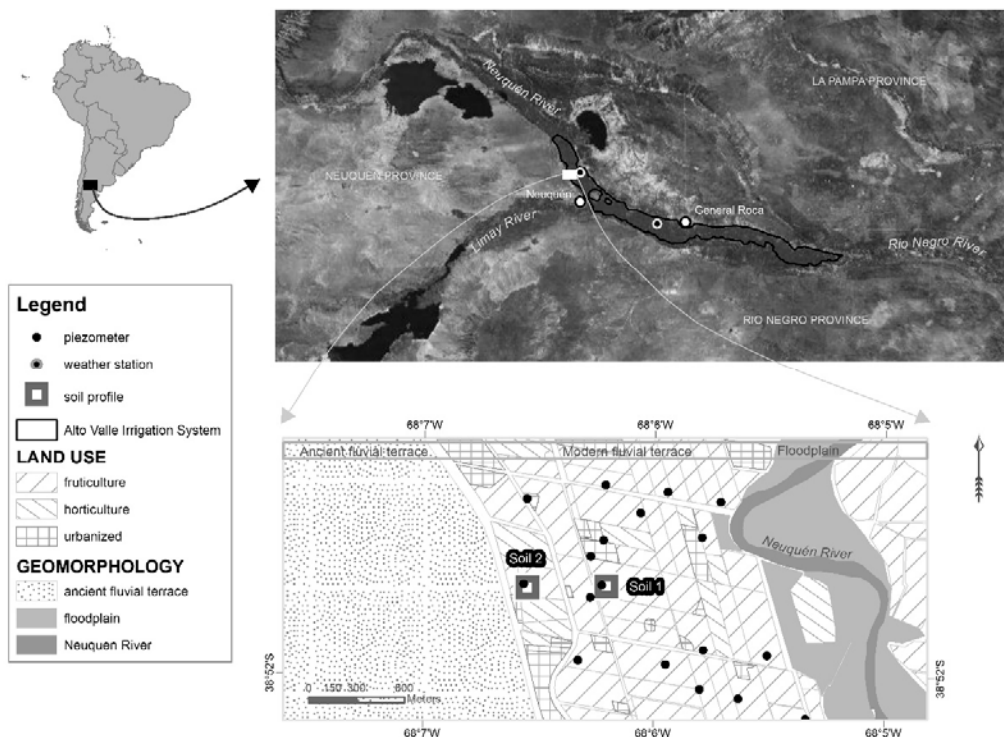 LA PAMPA PROVINCE
Neuquén River
NEUQUÉN PROVINCE
Neuquén
General Roca
Limay River
Rio Negro River
RIO NEGRO PROVINCE
Legend
piezometer
weather station
soil profile
Alto Valle Irrigation System
LAND USE
fruticulture
horticulture
urbanized
GEOMORPHOLOGY
ancient fluvial terrace
floodplain
Neuquén River
68°7'W 68°6'W 68°5'W
Ancient fluvial terrace Modern fluvial terrace Floodplain
Neuquén River
Soil 2
Soil 1
38°52'S 38°52'S
0 150 300 600
Meters
68°7'W 68°6'W 68°5'W